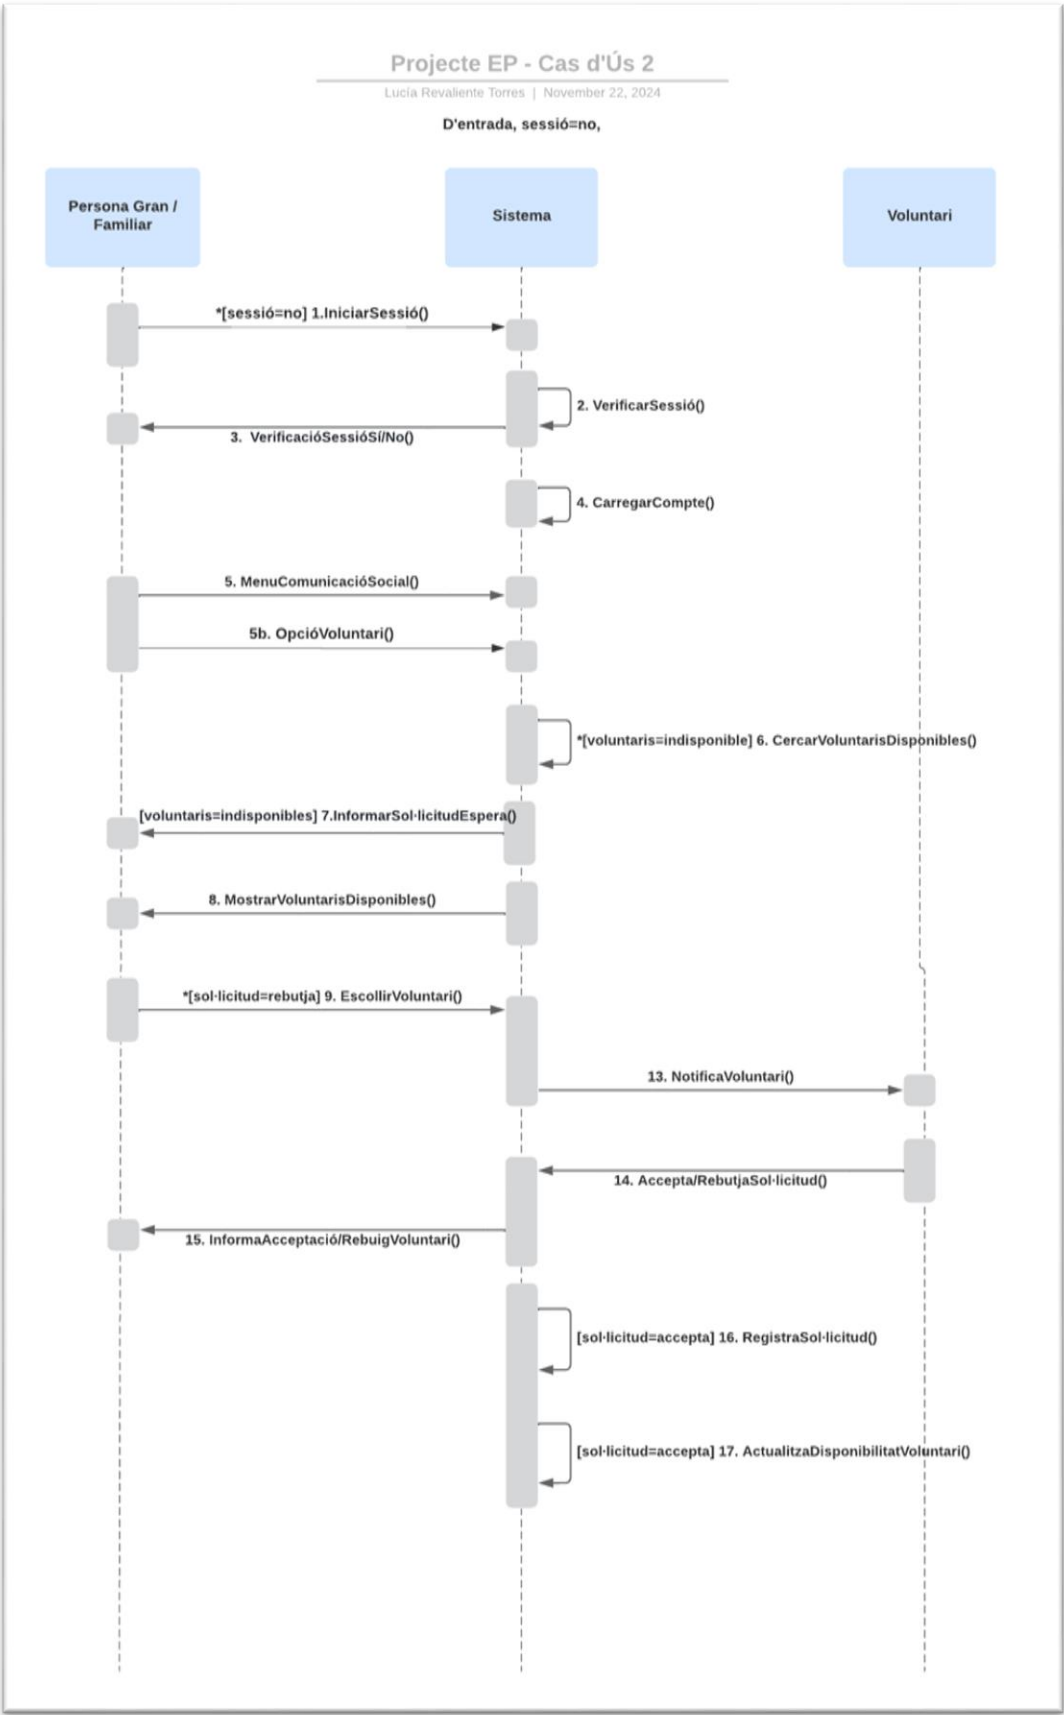 Projecte EP - Cas d'Ús 2
Lucía Revaliente Torres | November 22, 2024
D'entrada, sessió=no,
Persona Gran /
Familiar
Sistema
Voluntari
*[sessió=no] 1.IniciarSessió()
2. VerificarSessió()
3. VerificacióSessióSí/No()
4. CarregarCompte()
5. MenuComunicacióSocial()
5b. OpcióVoluntari()
*[voluntaris=indisponible] 6. CercarVoluntarisDisponibles()
[voluntaris=indisponibles] 7.InformarSol·licitudEspera()
8. MostrarVoluntarisDisponibles()
*[sol·licitud=rebutja] 9. EscollirVoluntari()
13. NotificaVoluntari()
14. Accepta/RebutjaSol·licitud()
15. InformaAcceptació/RebuigVoluntari()
[sol·licitud=accepta] 16. RegistraSol·licitud()
[sol·licitud=accepta] 17. ActualitzaDisponibilitatVoluntari()